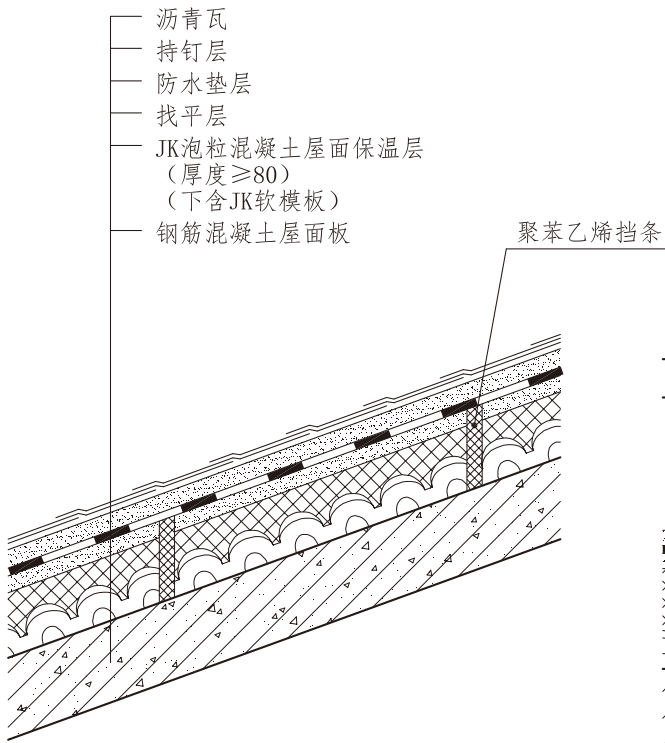 沥青瓦
持钉层
防水垫层
找平层
JK泡粒混凝土屋面保温层
（厚度≥80）
（下含JK软模板）
钢筋混凝土屋面板
聚苯乙烯挡条